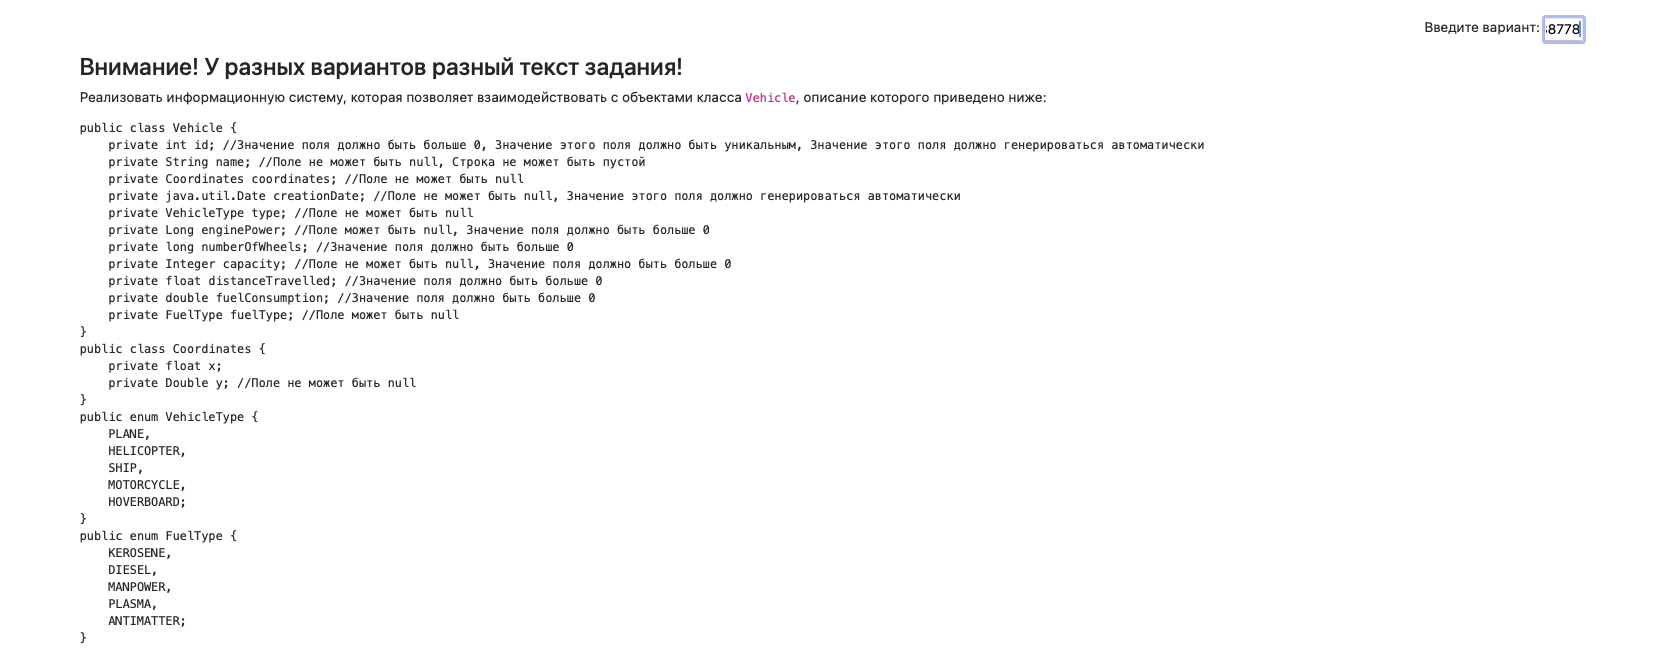 Введите вариант: 8778
Внимание! У разных вариантов разный текст задания!
Реализовать информационную систему, которая позволяет взаимодействовать с объектами класса Vehicle, описание которого приведено ниже:
public class Vehicle {
    private int id; //Значение поля должно быть больше 0, Значение этого поля должно быть уникальным, Значение этого поля должно генерироваться автоматически
    private String name; //Поле не может быть null, Строка не может быть пустой
    private Coordinates coordinates; //Поле не может быть null
    private java.util.Date creationDate; //Поле не может быть null, Значение этого поля должно генерироваться автоматически
    private VehicleType type; //Поле не может быть null
    private Long enginePower; //Поле может быть null, Значение поля должно быть больше 0
    private long numberOfWheels; //Значение поля должно быть больше 0
    private Integer capacity; //Поле не может быть null, Значение поля должно быть больше 0
    private float distanceTravelled; //Значение поля должно быть больше 0
    private double fuelConsumption; //Значение поля должно быть больше 0
    private FuelType fuelType; //Поле может быть null
}
public class Coordinates {
    private float x;
    private Double y; //Поле не может быть null
}
public enum VehicleType {
    PLANE,
    HELICOPTER,
    SHIP,
    MOTORCYCLE,
    HOVERBOARD;
}
public enum FuelType {
    KEROSENE,
    DIESEL,
    MANPOWER,
    PLASMA,
    ANTIMATTER;
}